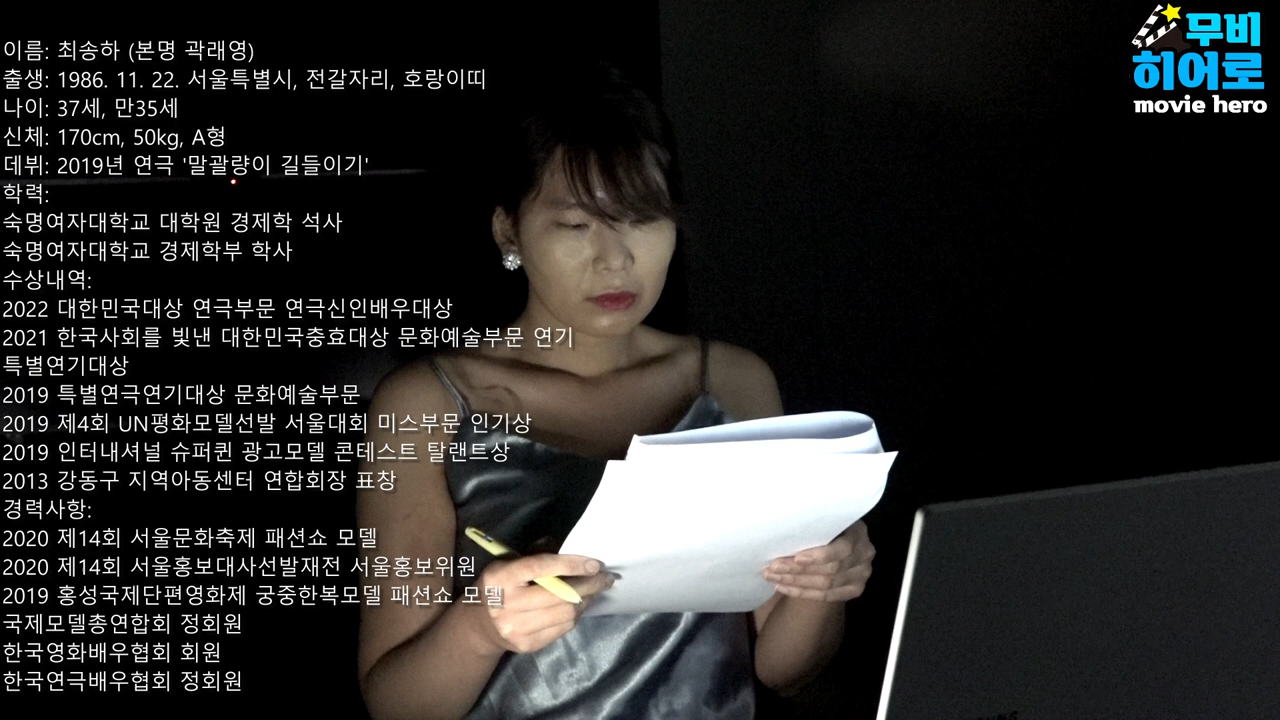 이름: 최송하 (본명 곽래영)
출생: 1986. 11. 22. 서울특별시, 전갈자리, 호랑이띠
나이: 37세, 만35세
신체: 170cm, 50kg, A형
데뷔: 2019년 연극 '말괄량이 길들이기'
학력:
숙명여자대학교 대학원 경제학 석사
숙명여자대학교 경제학부 학사
수상내역:
2022 대한민국대상 연극부문 연극신인배우대상
2021 한국사회를 빛낸 대한민국충효대상 문화예술부문 연기
특별연기대상
2019 특별연극연기대상 문화예술부문
2019 제4회 UN평화모델선발 서울대회 미스부문 인기상
2019 인터내셔널 슈퍼퀸 광고모델 콘테스트 탈랜트상
2013 강동구 지역아동센터 연합회장 표창
경력사항:
2020 제14회 서울문화축제 패션쇼 모델
2020 제14회 서울홍보대사선발재전 서울홍보위원
2019 홍성국제단편영화제 궁중한복모델 패션쇼 모델
국제모델총연합회 정회원
한국영화배우협회 회원
한국연극배우협회 정회원
무비
히어로
movie hero